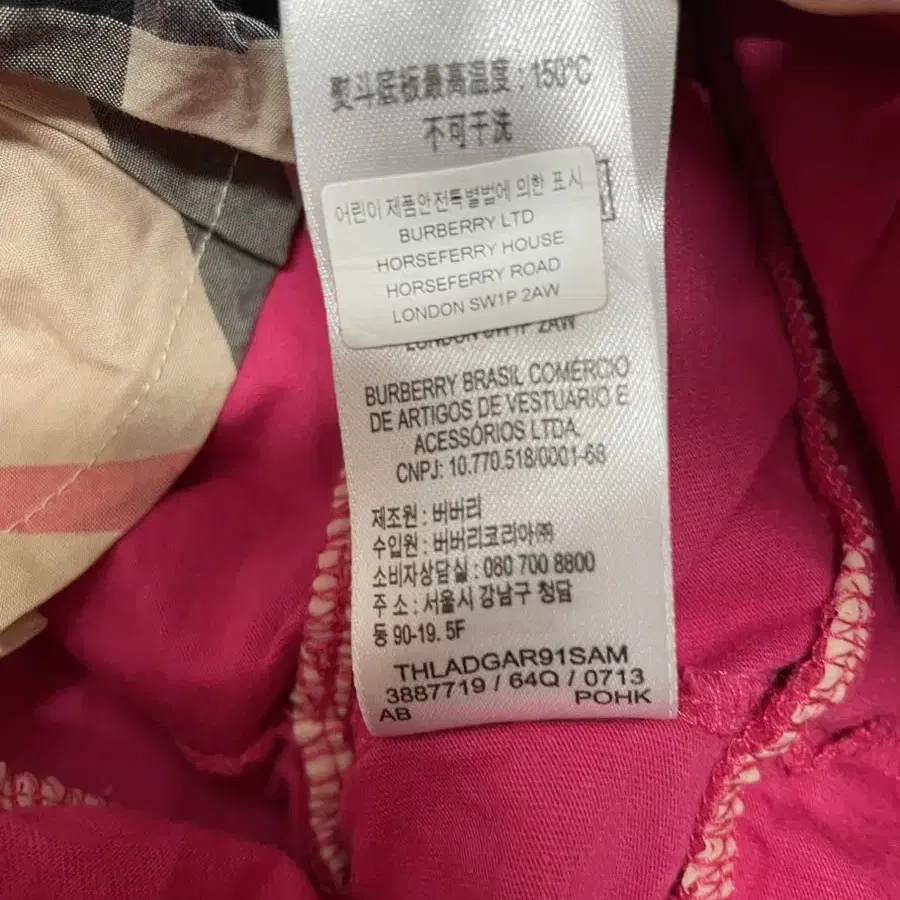 熨斗底板最高温度：150℃
不可干洗
어린이 제품안전특별법에 의한 표시
BURBERRY LTD
HORSEFERRY HOUSE
HORSEFERRY ROAD
LONDON SW1P 2AW
LONDON SW1P 2AW
BURBERRY BRASIL COMÉRCIO
DE ARTIGOS DE VESTUARIO E
ACESSÓRIOS LTDA.
CNPJ: 10.770.518/0001-68
제조원 : 버버리
수입원 : 버버리코리아㈜
소비자상담실 : 080 700 8800
주 소 : 서울시 강남구 청담
동 90-19. 5F
THLADGAR91SAM
3887719 / 64Q / 0713
AB POHK